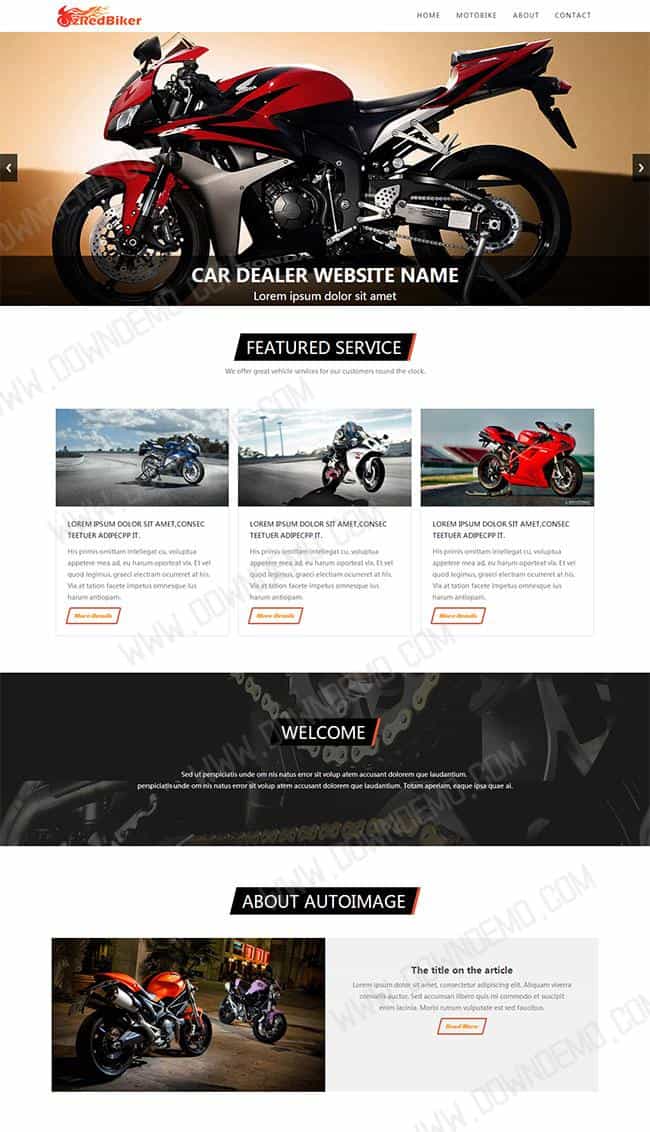 OzRedBiker
HOME MOTOBIKE ABOUT CONTACT
CBR
HONDA
CAR DEALER WEBSITE NAME
Lorem ipsum dolor sit amet
FEATURED SERVICE
We offer great vehicle services for our customers round the clock.
LOREM IPSUM DOLOR SIT AMET,CONSEC
TEETUER ADIPECPP IT.
His primis omnium intellegat cu, voluptua
appetere mea ad, eu harum oporteat vix. Et vel
quod legimus, graeci electram ocurreret at his.
Vis at tation facete impetus omnesque ius
harum antiopam.
More Details
LOREM IPSUM DOLOR SIT AMET,CONSEC
TEETUER ADIPECPP IT.
His primis omnittam intellegat cu, voluptua
appetere mea ad, eu harum oporteat vix. Et vel
quod legimus, graeci electram ocurreret at his.
Vis at tation facete impetus omnesque ius
harum antiopam.
More Details
LOREM IPSUM DOLOR SIT AMET,CONSEC
TEETUER ADIPECPP IT.
His primis omnittam intellegat cu, voluptua
appetere mea ad, eu harum oporteat vix. Et vel
quod legimus, graeci electram ocurreret at his.
Vis at tation facete impetus omnesque ius
harum antiopam.
More Details
WELCOME
Sed ut perspiciatis unde om nis natus error sit volup atem accusant dolorem que laudantium.
perspiciatis unde om nis natus error sit volup atem accusant dolorem que laudantium. Totam aperiam, eaque ipsa quae ai.
ABOUT AUTOIMAGE
The title on the article
Lorem ipsum dolor sit amet, consectetur adipiscing elit. Aliquam viverra
convallis auctor. Sed accumsan libero quis mi commodo et suscipit
enim lacinia. Morbi rutrum vulputate est sed faucibus.
Read More
WWW.DOWNDEMO.COM